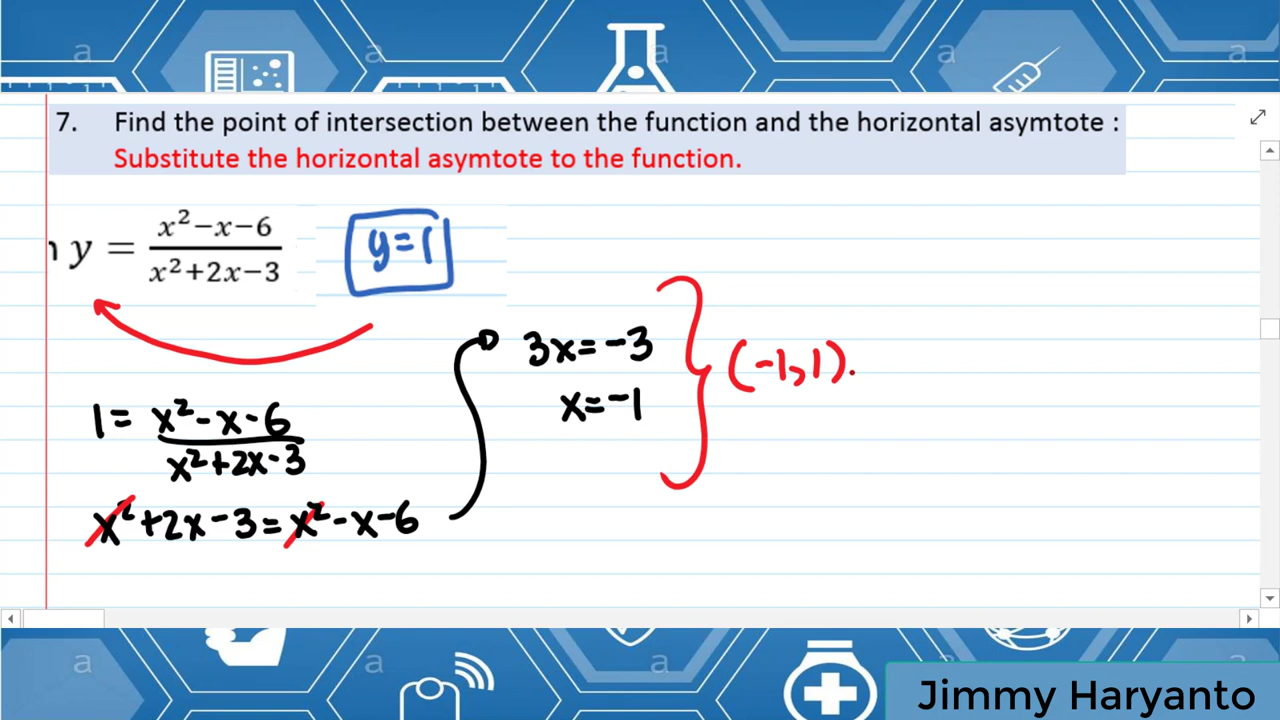 7. Find the point of intersection between the function and the horizontal asymtote :
Substitute the horizontal asymtote to the function.
y = (x²−x−6)/(x²+2x−3)
y=1
1 = (x²-x-6)/(x²+2x-3)
x²+2x-3=x²-x-6
3x=-3
x=-1
(-1,1).
a a a a a
a a a a
Jimmy Haryanto